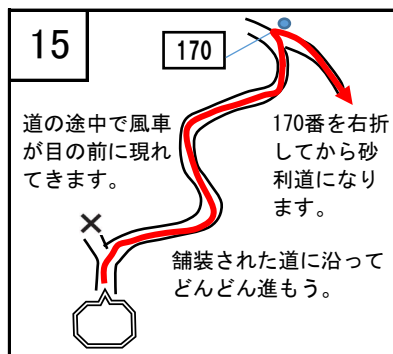 15
170
道の途中で風車
が目の前に現れ
てきます。
170番を右折
してから砂
利道になり
ます。
舗装された道に沿って
どんどん進もう。